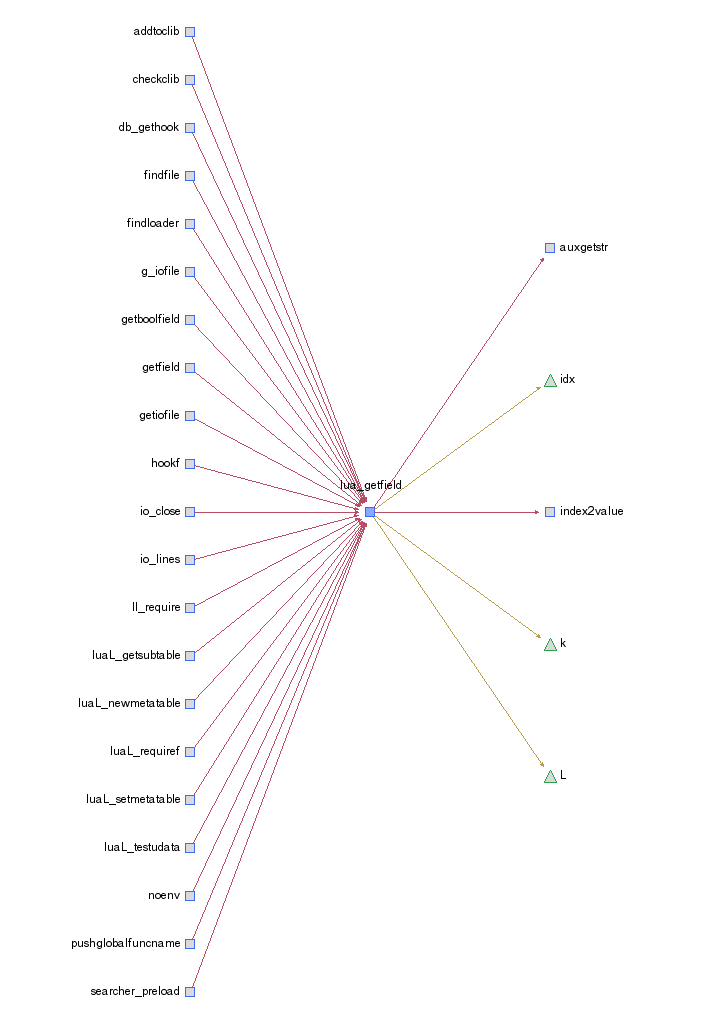 addtoclib
checkclib
db_gethook
findfile
findloader
g_iofile
getboolfield
getfield
getiofile
hookf
io_close
io_lines
ll_require
luaL_getsubtable
luaL_newmetatable
luaL_requiref
luaL_setmetatable
luaL_testudata
noenv
pushglobalfuncname
searcher_preload
lua_getfield
auxgetstr
idx
index2value
k
L